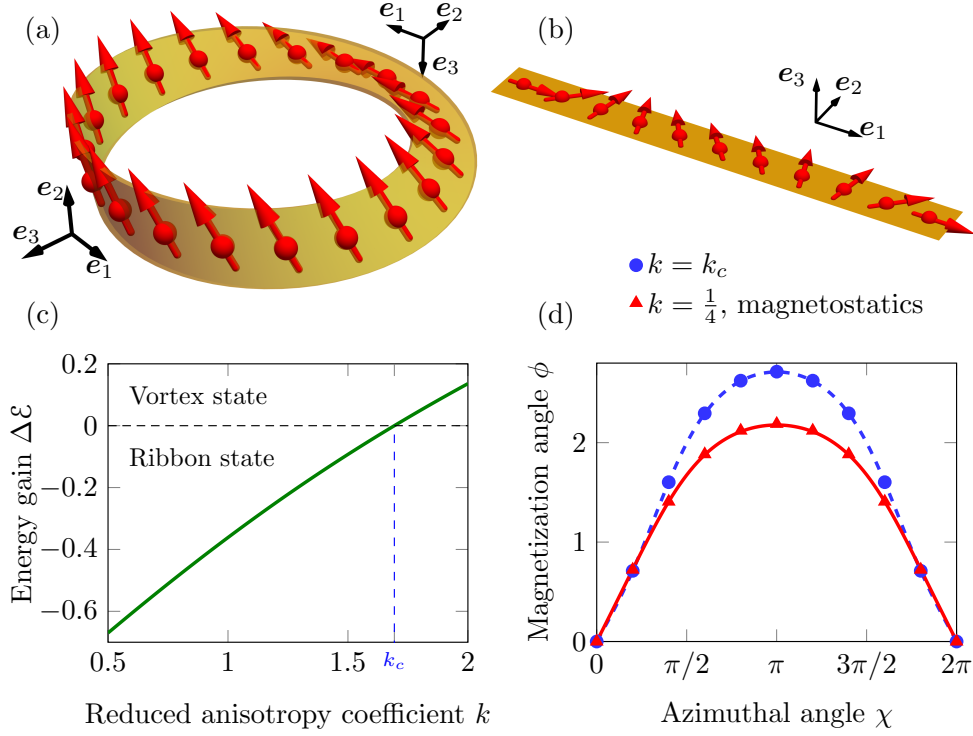 (a)
e₁
e₂
e₃
e₂
e₃
e₁
(b)
e₃
e₂
e₁
k = k_c
k = 1/4, magnetostatics
(c)
0.2
0
−0.2
−0.4
−0.6
Energy gain Δℰ
Vortex state
Ribbon state
0.5
1
1.5
k_c
2
Reduced anisotropy coefficient k
(d)
Magnetization angle ϕ
2
1
0
0
π/2
π
3π/2
2π
Azimuthal angle χ